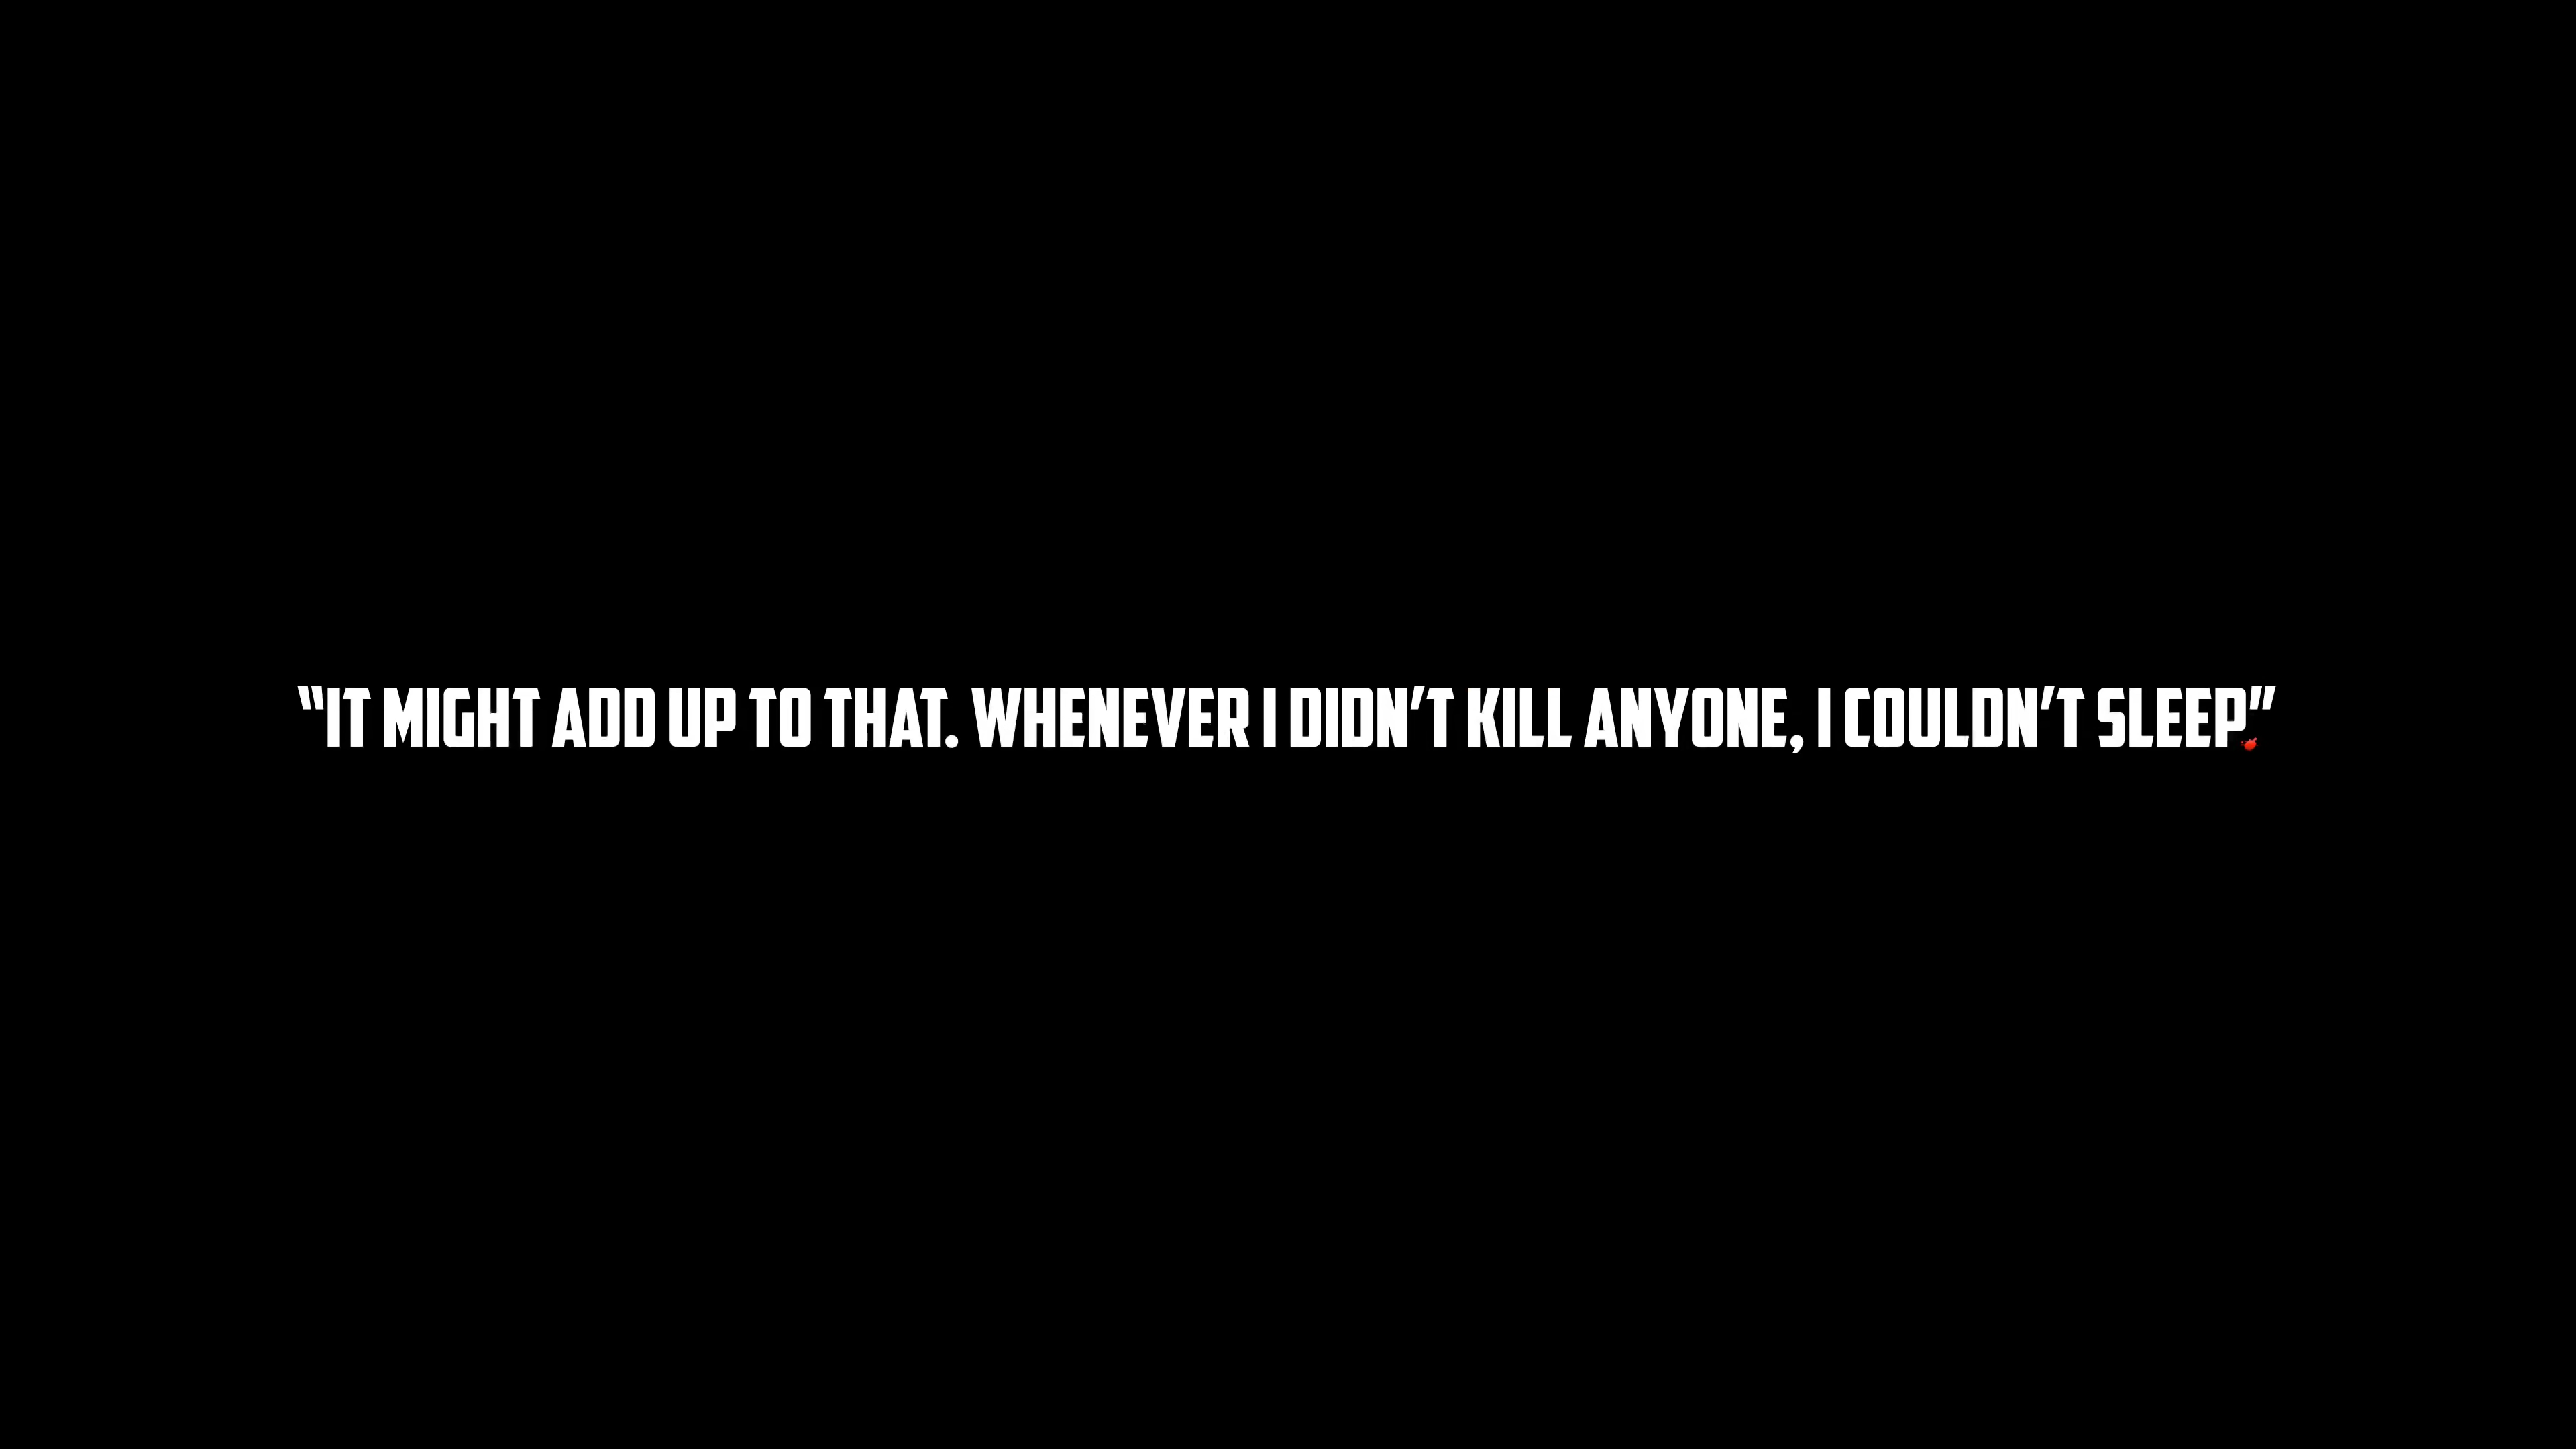 “IT MIGHT ADD UP TO THAT. WHENEVER I DIDN’T KILL ANYONE, I COULDN’T SLEEP.”